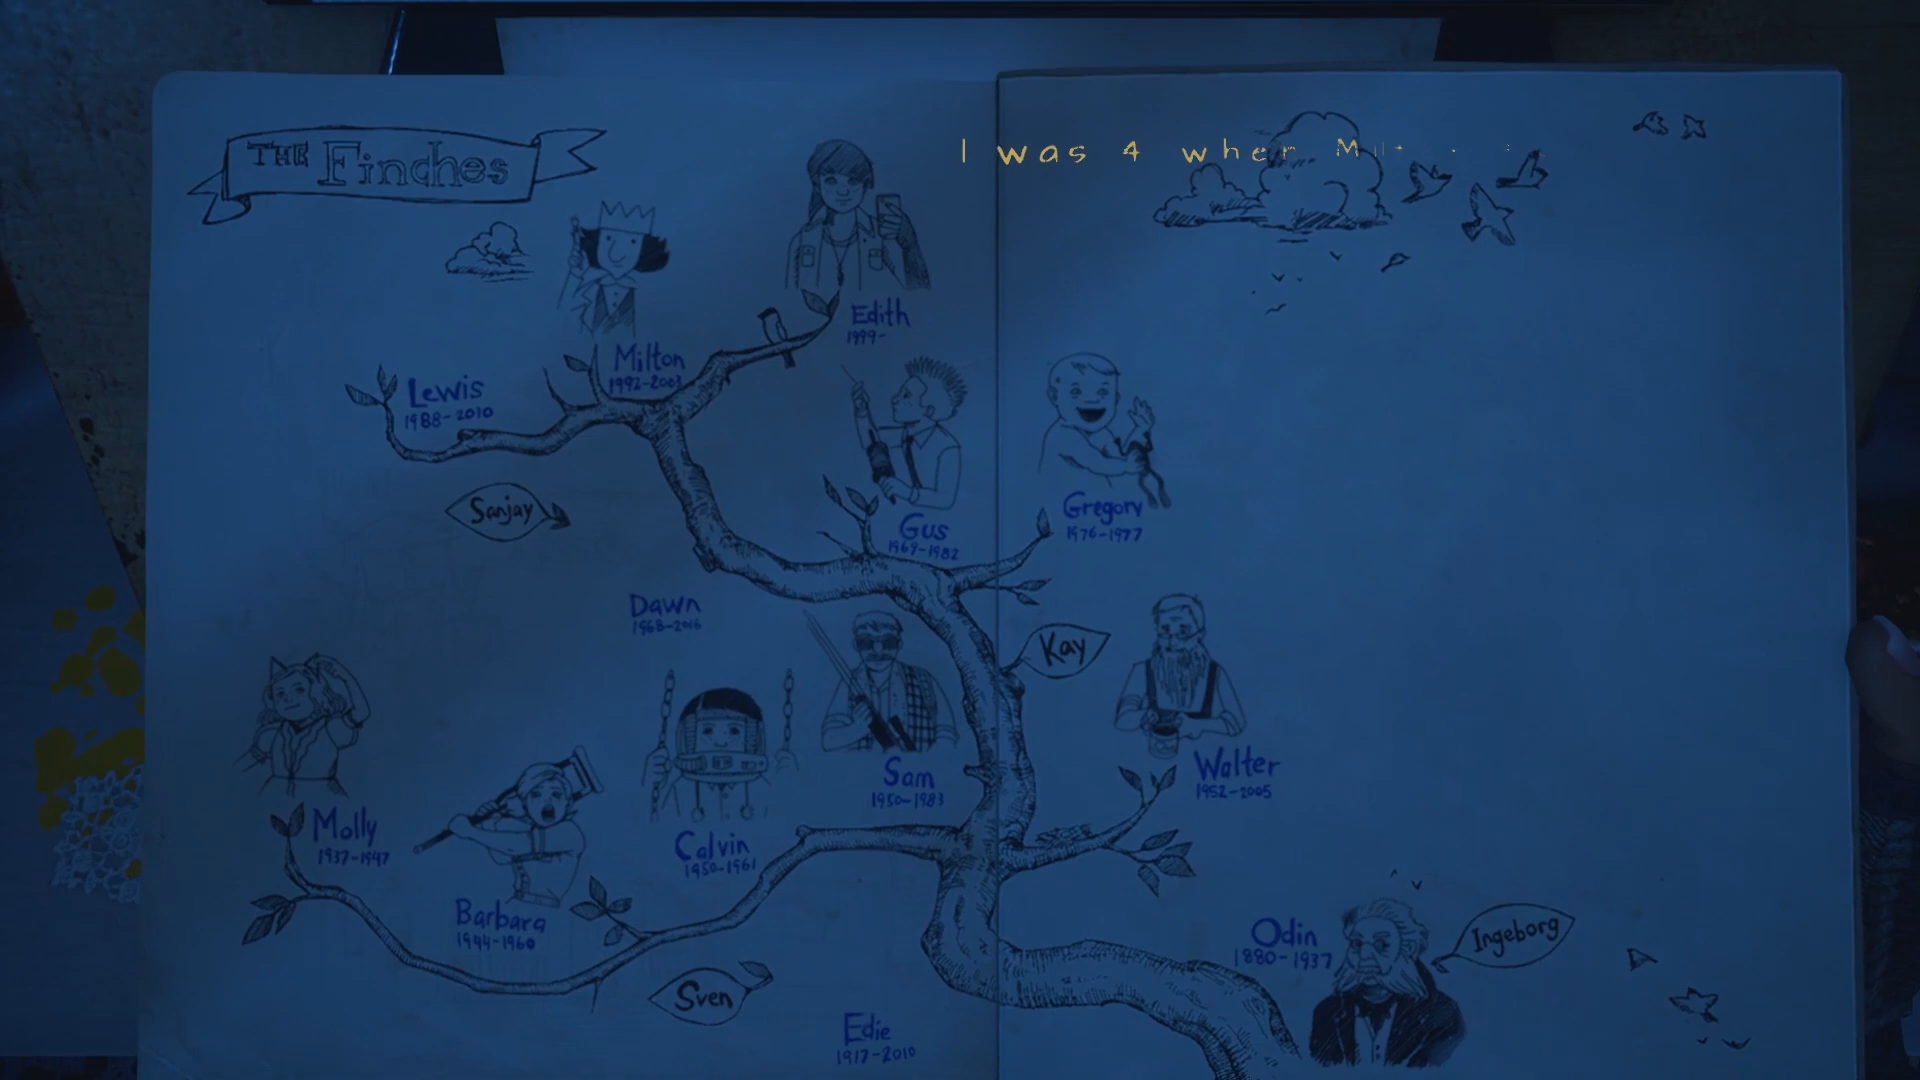 THE Finches
I was 4 when
Edith
1999-
Milton
1992-2003
Lewis
1988-2010
Sanjay
Gus
1969-1982
Gregory
1976-1977
Dawn
1968-2016
Kay
Sam
1950-1983
Walter
1952-2005
Molly
1937-1947
Calvin
1950-1961
Barbara
1944-1960
Odin
1880-1937
Ingeborg
Sven
Edie
1917-2010